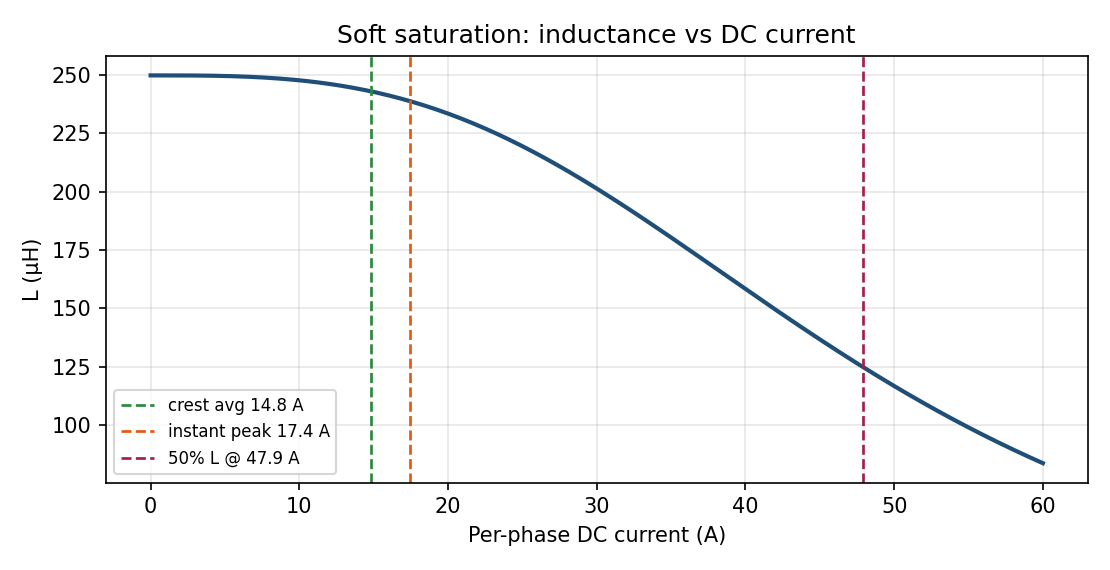 Soft saturation: inductance vs DC current
L (μH)
250
225
200
175
150
125
100
crest avg 14.8 A
instant peak 17.4 A
50% L @ 47.9 A
0 10 20 30 40 50 60
Per-phase DC current (A)